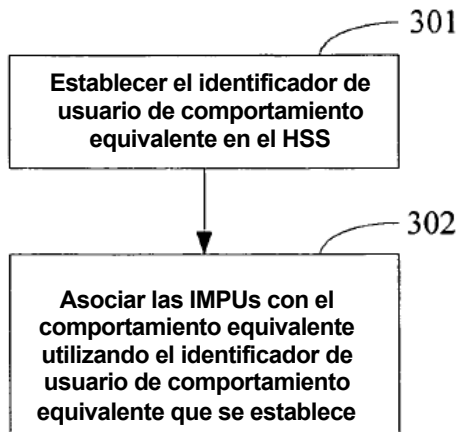 301
Establecer el identificador de
usuario de comportamiento
equivalente en el HSS
302
Asociar las IMPUs con el
comportamiento equivalente
utilizando el identificador de
usuario de comportamiento
equivalente que se establece